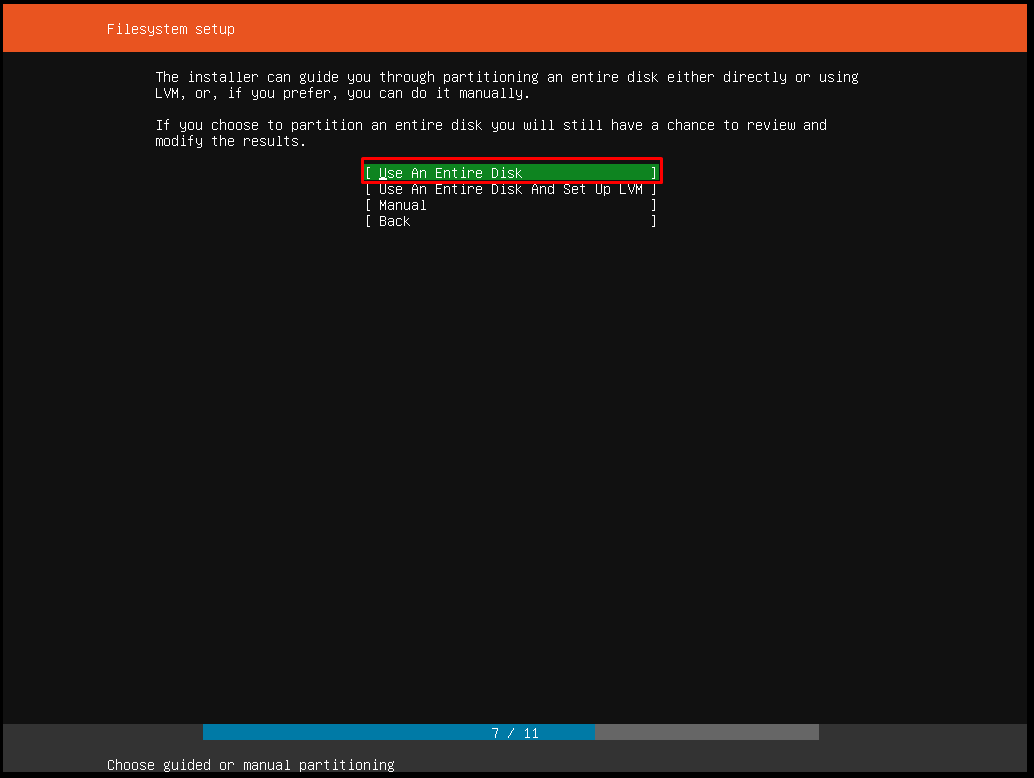 Filesystem setup
The installer can guide you through partitioning an entire disk either directly or using
LVM, or, if you prefer, you can do it manually.
If you choose to partition an entire disk you will still have a chance to review and
modify the results.
[ Use An Entire Disk ]
[ Use An Entire Disk And Set Up LVM ]
[ Manual ]
[ Back ]
7 / 11
Choose guided or manual partitioning